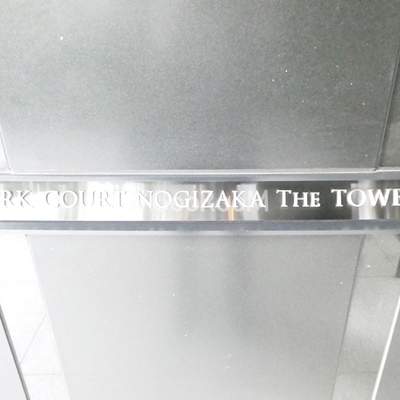 RK COURT NOGIZAKA THE TOWE